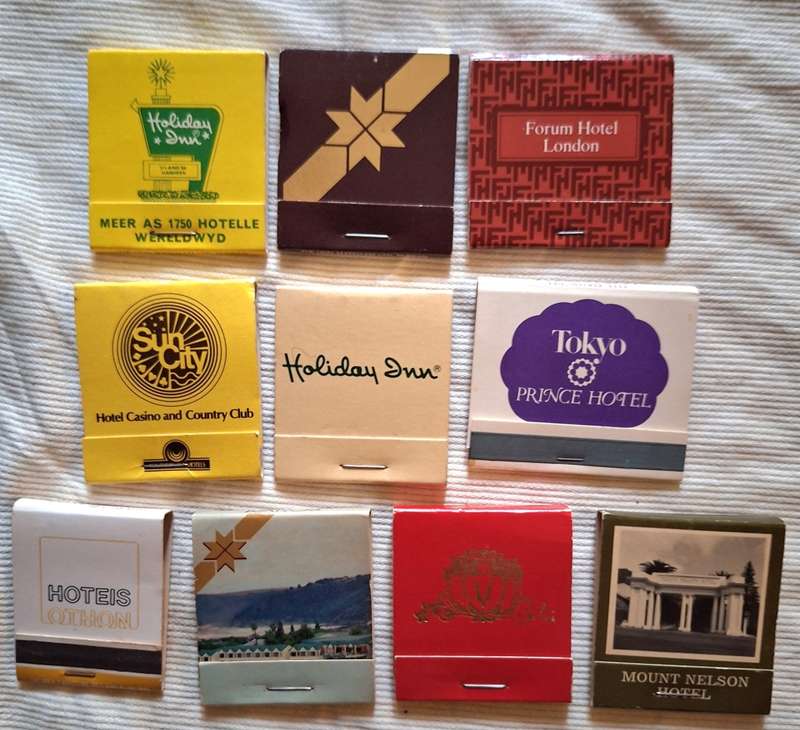 Holiday
Inn
MEER AS 1750 HOTELLE
WERELDWYD
Forum Hotel
London
Sun
City
Hotel Casino and Country Club
HOTELS
Holiday Inn®
Tokyo
PRINCE HOTEL
HOTEIS
OTHON
MOUNT NELSON
HOTEL